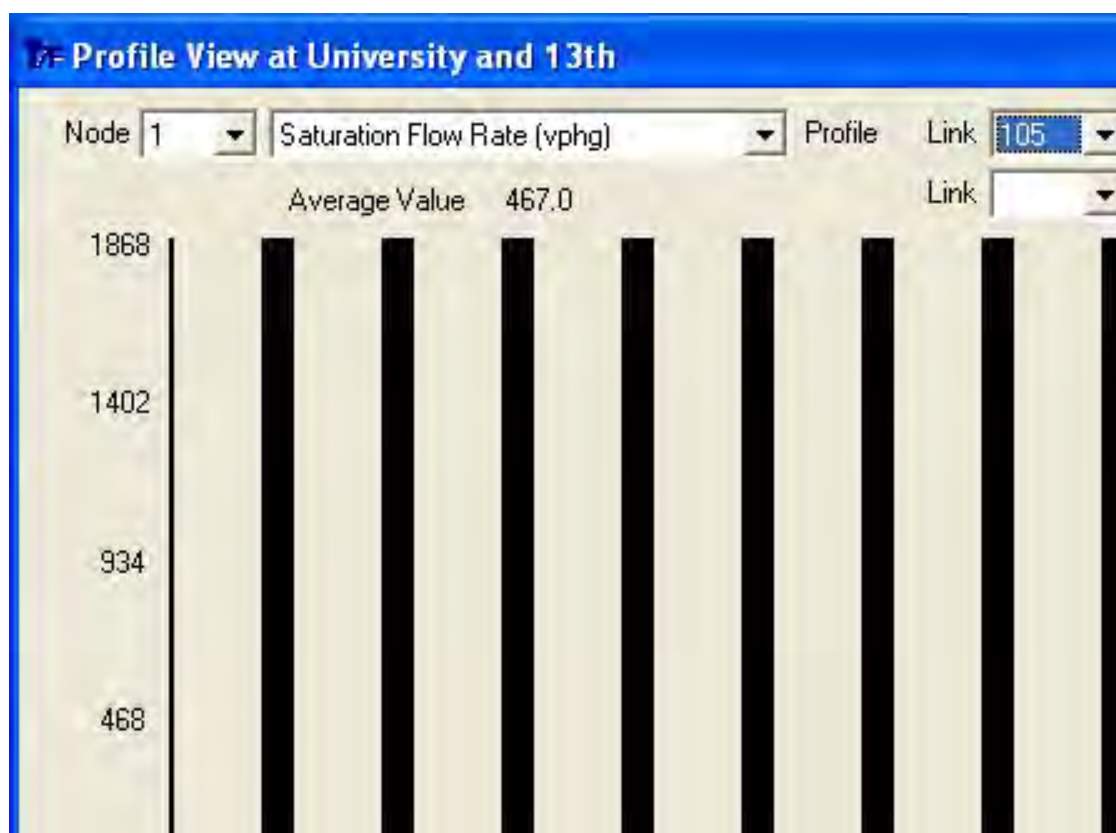 Profile View at University and 13th
Node 1 Saturation Flow Rate (vphg) Profile Link 105
Average Value 467.0 Link
1868
1402
934
468